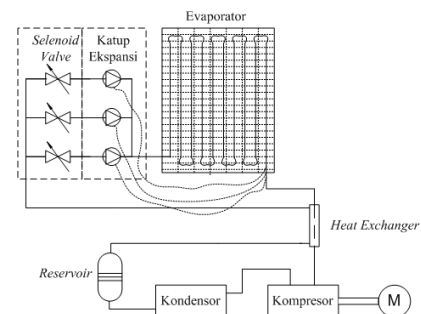 Evaporator
Selenoid
Valve
Katup
Ekspansi
Heat Exchanger
Reservoir
Kondensor
Kompresor
M